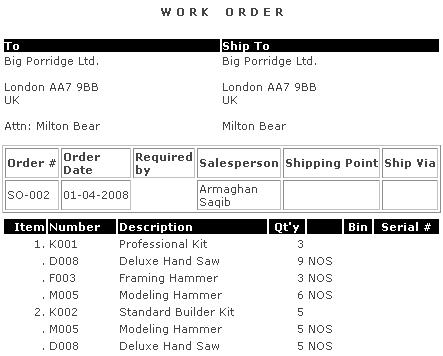 WORK ORDER
To Ship To
Big Porridge Ltd. Big Porridge Ltd.
London AA7 9BB London AA7 9BB
UK UK
Attn: Milton Bear Milton Bear
Order # Order Date Required by Salesperson Shipping Point Ship Via
SO-002 01-04-2008 Armaghan Saqib
Item Number Description Qt'y Bin Serial #
1. K001 Professional Kit 3
. D008 Deluxe Hand Saw 9 NOS
. F003 Framing Hammer 3 NOS
. M005 Modeling Hammer 6 NOS
2. K002 Standard Builder Kit 5
. M005 Modeling Hammer 5 NOS
. D008 Deluxe Hand Saw 5 NOS